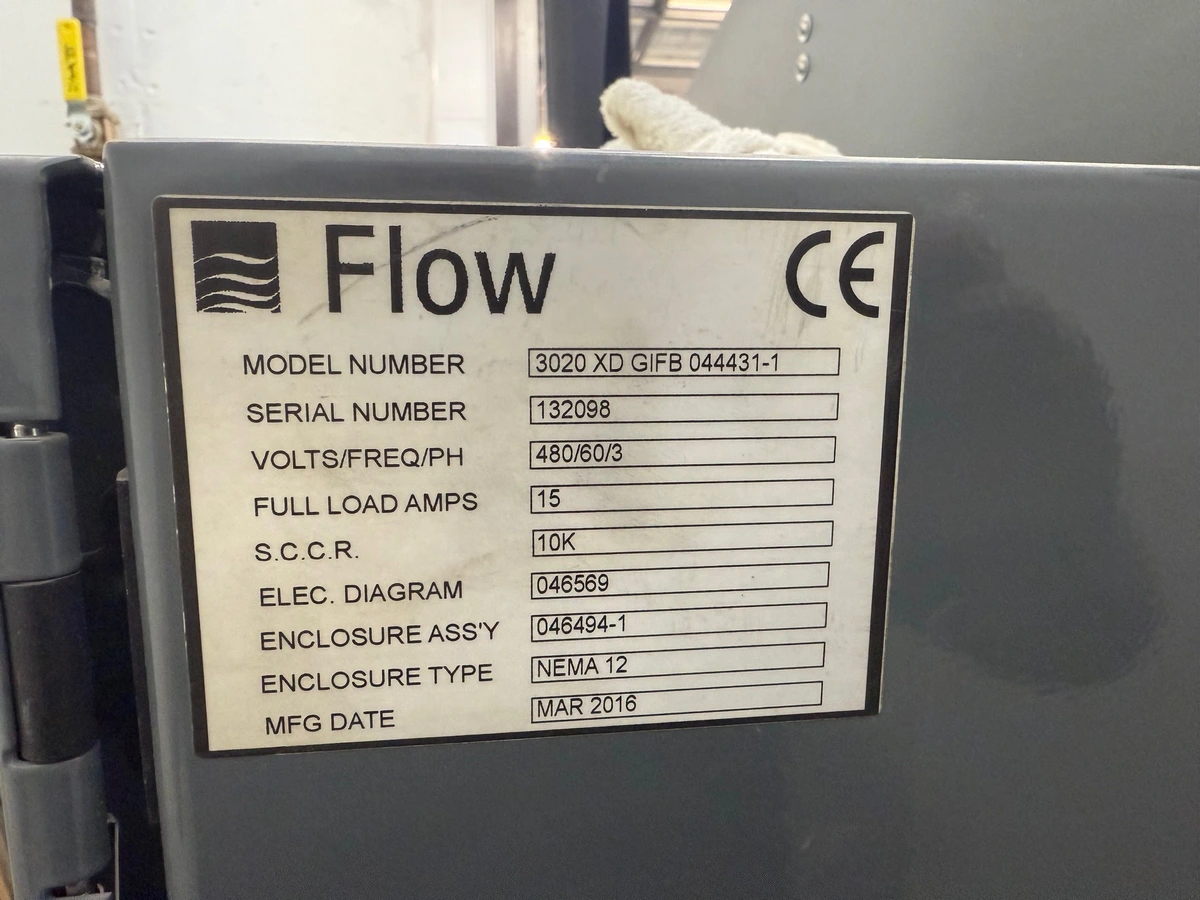 Flow CE
MODEL NUMBER 3020 XD GIFB 044431-1
SERIAL NUMBER 132098
VOLTS/FREQ/PH 480/60/3
FULL LOAD AMPS 15
S.C.C.R. 10K
ELEC. DIAGRAM 046569
ENCLOSURE ASS'Y 046494-1
ENCLOSURE TYPE NEMA 12
MFG DATE MAR 2016